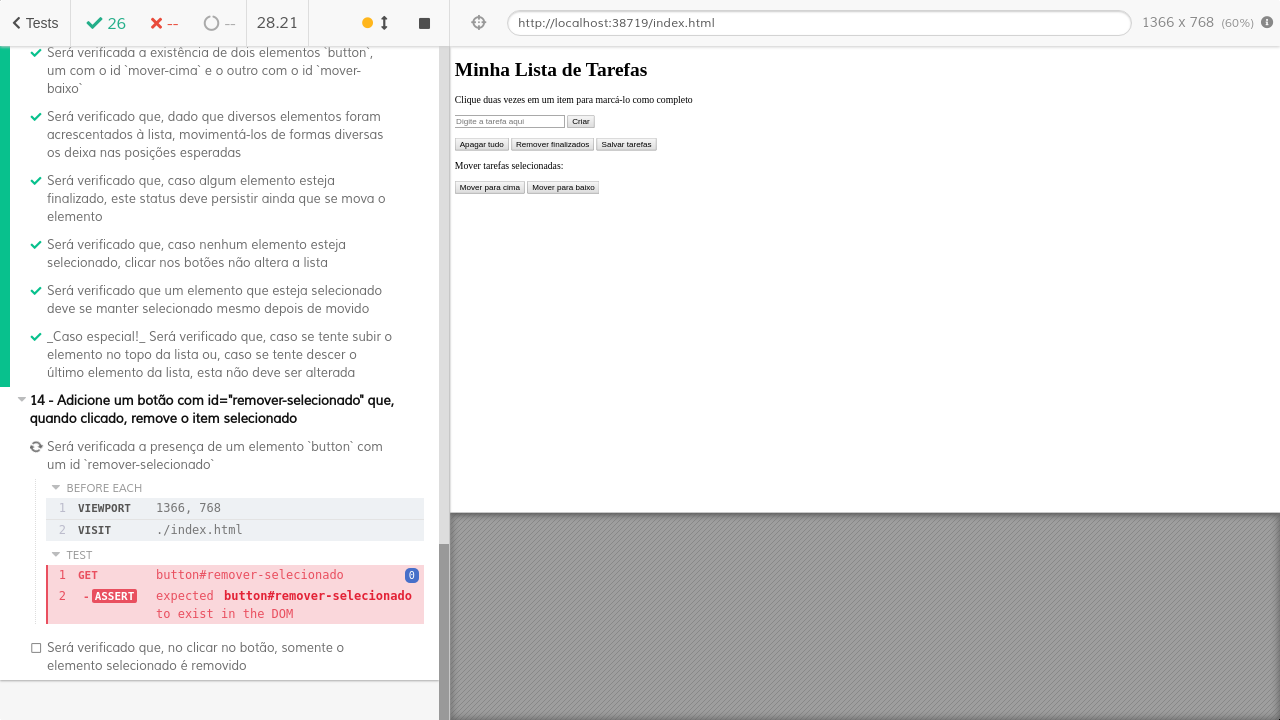 Tests
26
--
--
28.21
http://localhost:38719/index.html
1366 x 768 (60%)
Será verificada a existência de dois elementos `button`,
um com o id `mover-cima` e o outro com o id `mover-
baixo`
Será verificado que, dado que diversos elementos foram
acrescentados à lista, movimentá-los de formas diversas
os deixa nas posições esperadas
Será verificado que, caso algum elemento esteja
finalizado, este status deve persistir ainda que se mova o
elemento
Será verificado que, caso nenhum elemento esteja
selecionado, clicar nos botões não altera a lista
Será verificado que um elemento que esteja selecionado
deve se manter selecionado mesmo depois de movido
_Caso especial!_ Será verificado que, caso se tente subir o
elemento no topo da lista ou, caso se tente descer o
último elemento da lista, esta não deve ser alterada
14 - Adicione um botão com id="remover-selecionado" que,
quando clicado, remove o item selecionado
Será verificada a presença de um elemento `button` com
um id `remover-selecionado`
BEFORE EACH
1 VIEWPORT 1366, 768
2 VISIT ./index.html
TEST
1 GET button#remover-selecionado 0
2 -ASSERT expected button#remover-selecionado
to exist in the DOM
Será verificado que, no clicar no botão, somente o
elemento selecionado é removido
Minha Lista de Tarefas
Clique duas vezes em um item para marcá-lo como completo
Digite a tarefa aqui Criar
Apagar tudo Remover finalizados Salvar tarefas
Mover tarefas selecionadas:
Mover para cima Mover para baixo